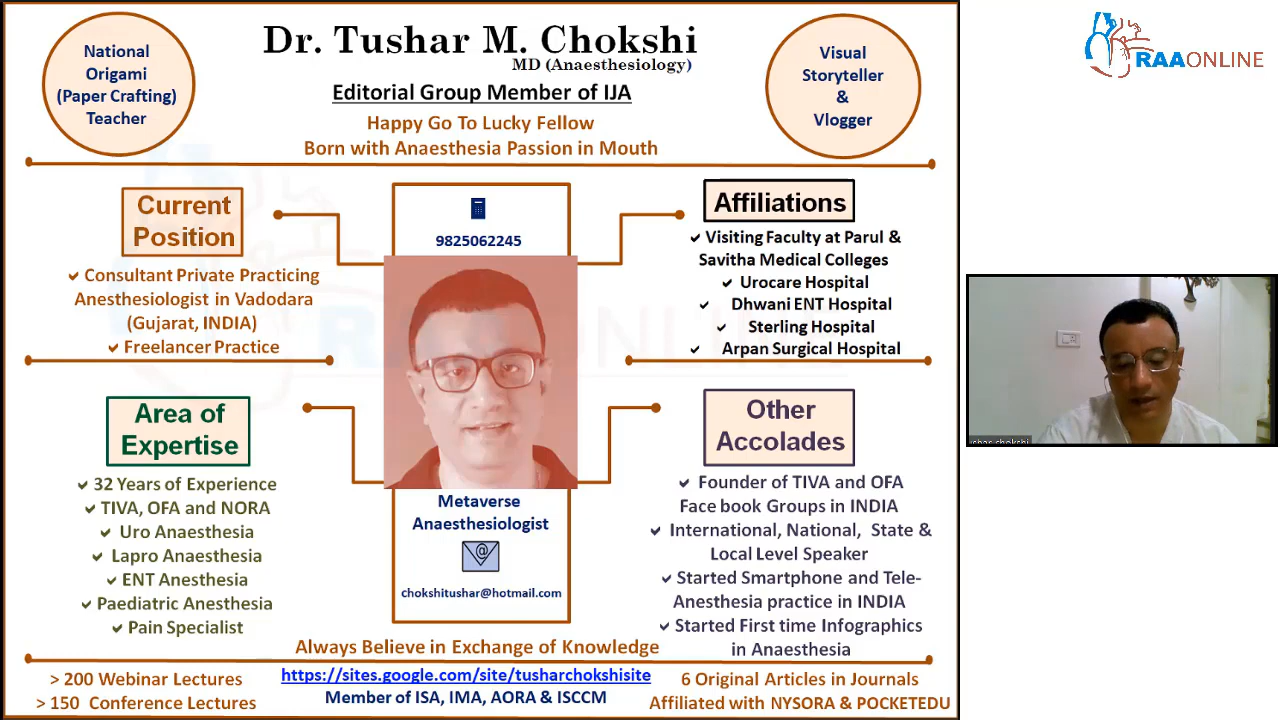 National
Origami
(Paper Crafting)
Teacher
Dr. Tushar M. Chokshi
MD (Anaesthesiology)
Editorial Group Member of IJA
Happy Go To Lucky Fellow
Born with Anaesthesia Passion in Mouth
Visual
Storyteller
&
Vlogger
RAAONLINE
Current
Position
Consultant Private Practicing
Anesthesiologist in Vadodara
(Gujarat, INDIA)
Freelancer Practice
9825062245
Affiliations
Visiting Faculty at Parul &
Savitha Medical Colleges
Urocare Hospital
Dhwani ENT Hospital
Sterling Hospital
Arpan Surgical Hospital
Area of
Expertise
32 Years of Experience
TIVA, OFA and NORA
Uro Anaesthesia
Lapro Anaesthesia
ENT Anesthesia
Paediatric Anesthesia
Pain Specialist
Metaverse
Anaesthesiologist
@
chokshitushar@hotmail.com
Other
Accolades
Founder of TIVA and OFA
Face book Groups in INDIA
International, National, State &
Local Level Speaker
Started Smartphone and Tele-
Anesthesia practice in INDIA
Started First time Infographics
in Anaesthesia
Always Believe in Exchange of Knowledge
> 200 Webinar Lectures
> 150 Conference Lectures
https://sites.google.com/site/tusharchokshisite
Member of ISA, IMA, AORA & ISCCM
6 Original Articles in Journals
Affiliated with NYSORA & POCKETEDU
chokshi